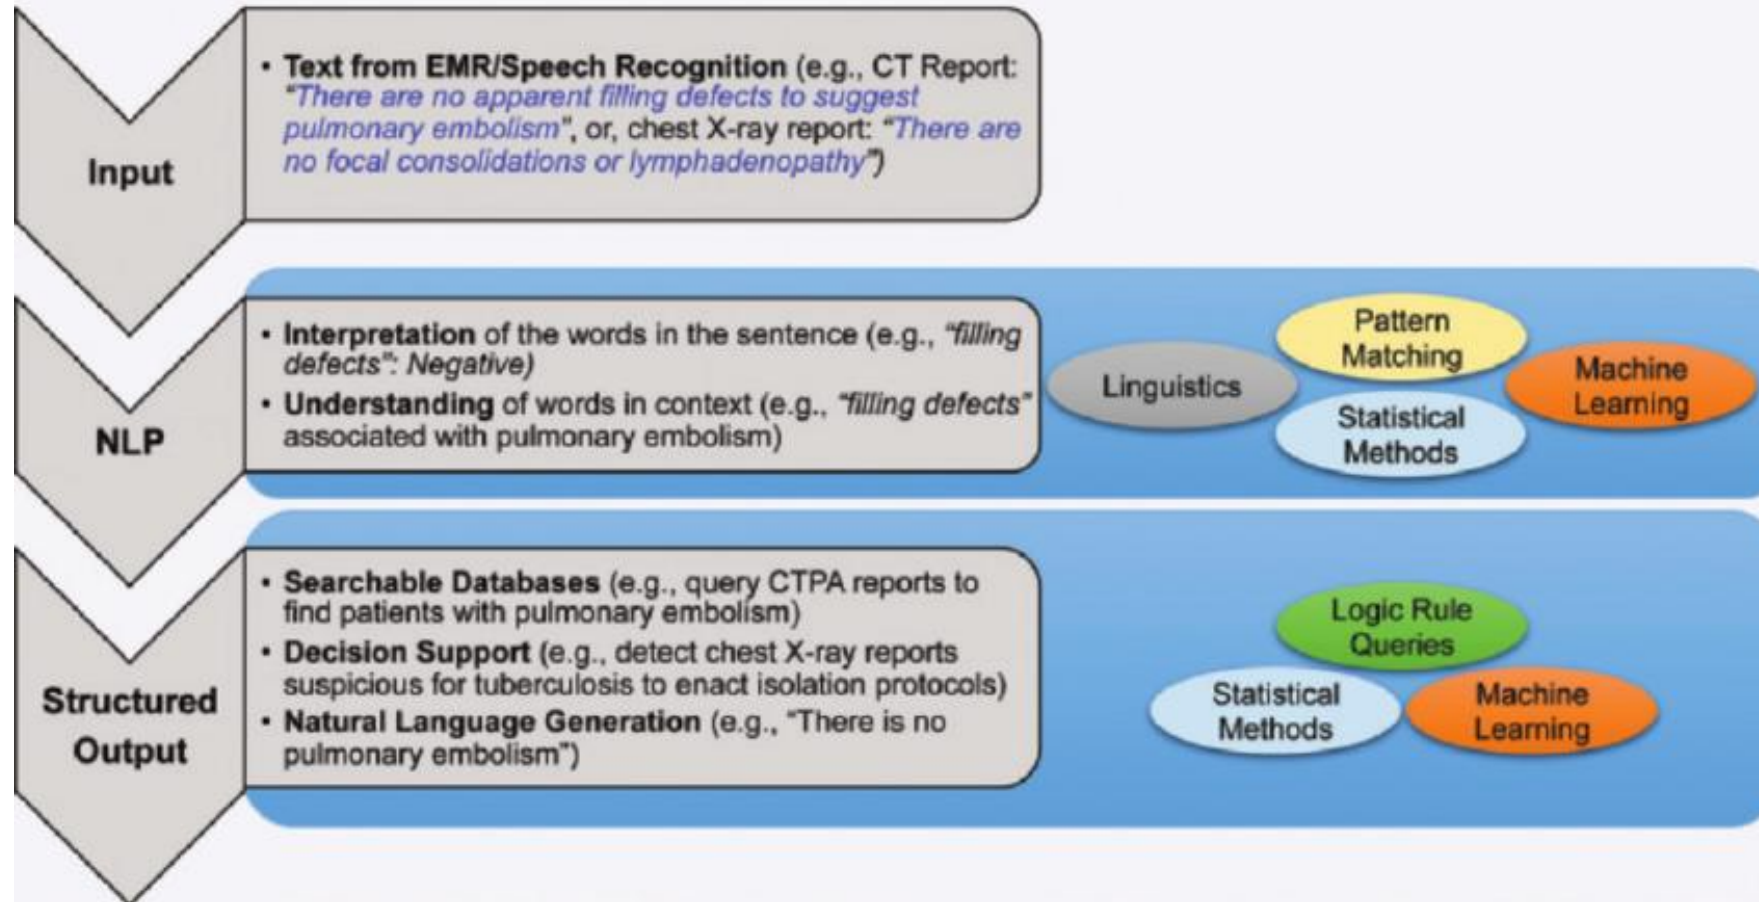 • Text from EMR/Speech Recognition (e.g., CT Report:
"There are no apparent filling defects to suggest
pulmonary embolism", or, chest X-ray report: "There are
no focal consolidations or lymphadenopathy")
Input
• Interpretation of the words in the sentence (e.g., "filling
defects": Negative)
• Understanding of words in context (e.g., "filling defects"
associated with pulmonary embolism)
NLP
Linguistics
Pattern
Matching
Statistical
Methods
Machine
Learning
• Searchable Databases (e.g., query CTPA reports to
find patients with pulmonary embolism)
• Decision Support (e.g., detect chest X-ray reports
suspicious for tuberculosis to enact isolation protocols)
• Natural Language Generation (e.g., "There is no
pulmonary embolism")
Structured
Output
Logic Rule
Queries
Statistical
Methods
Machine
Learning